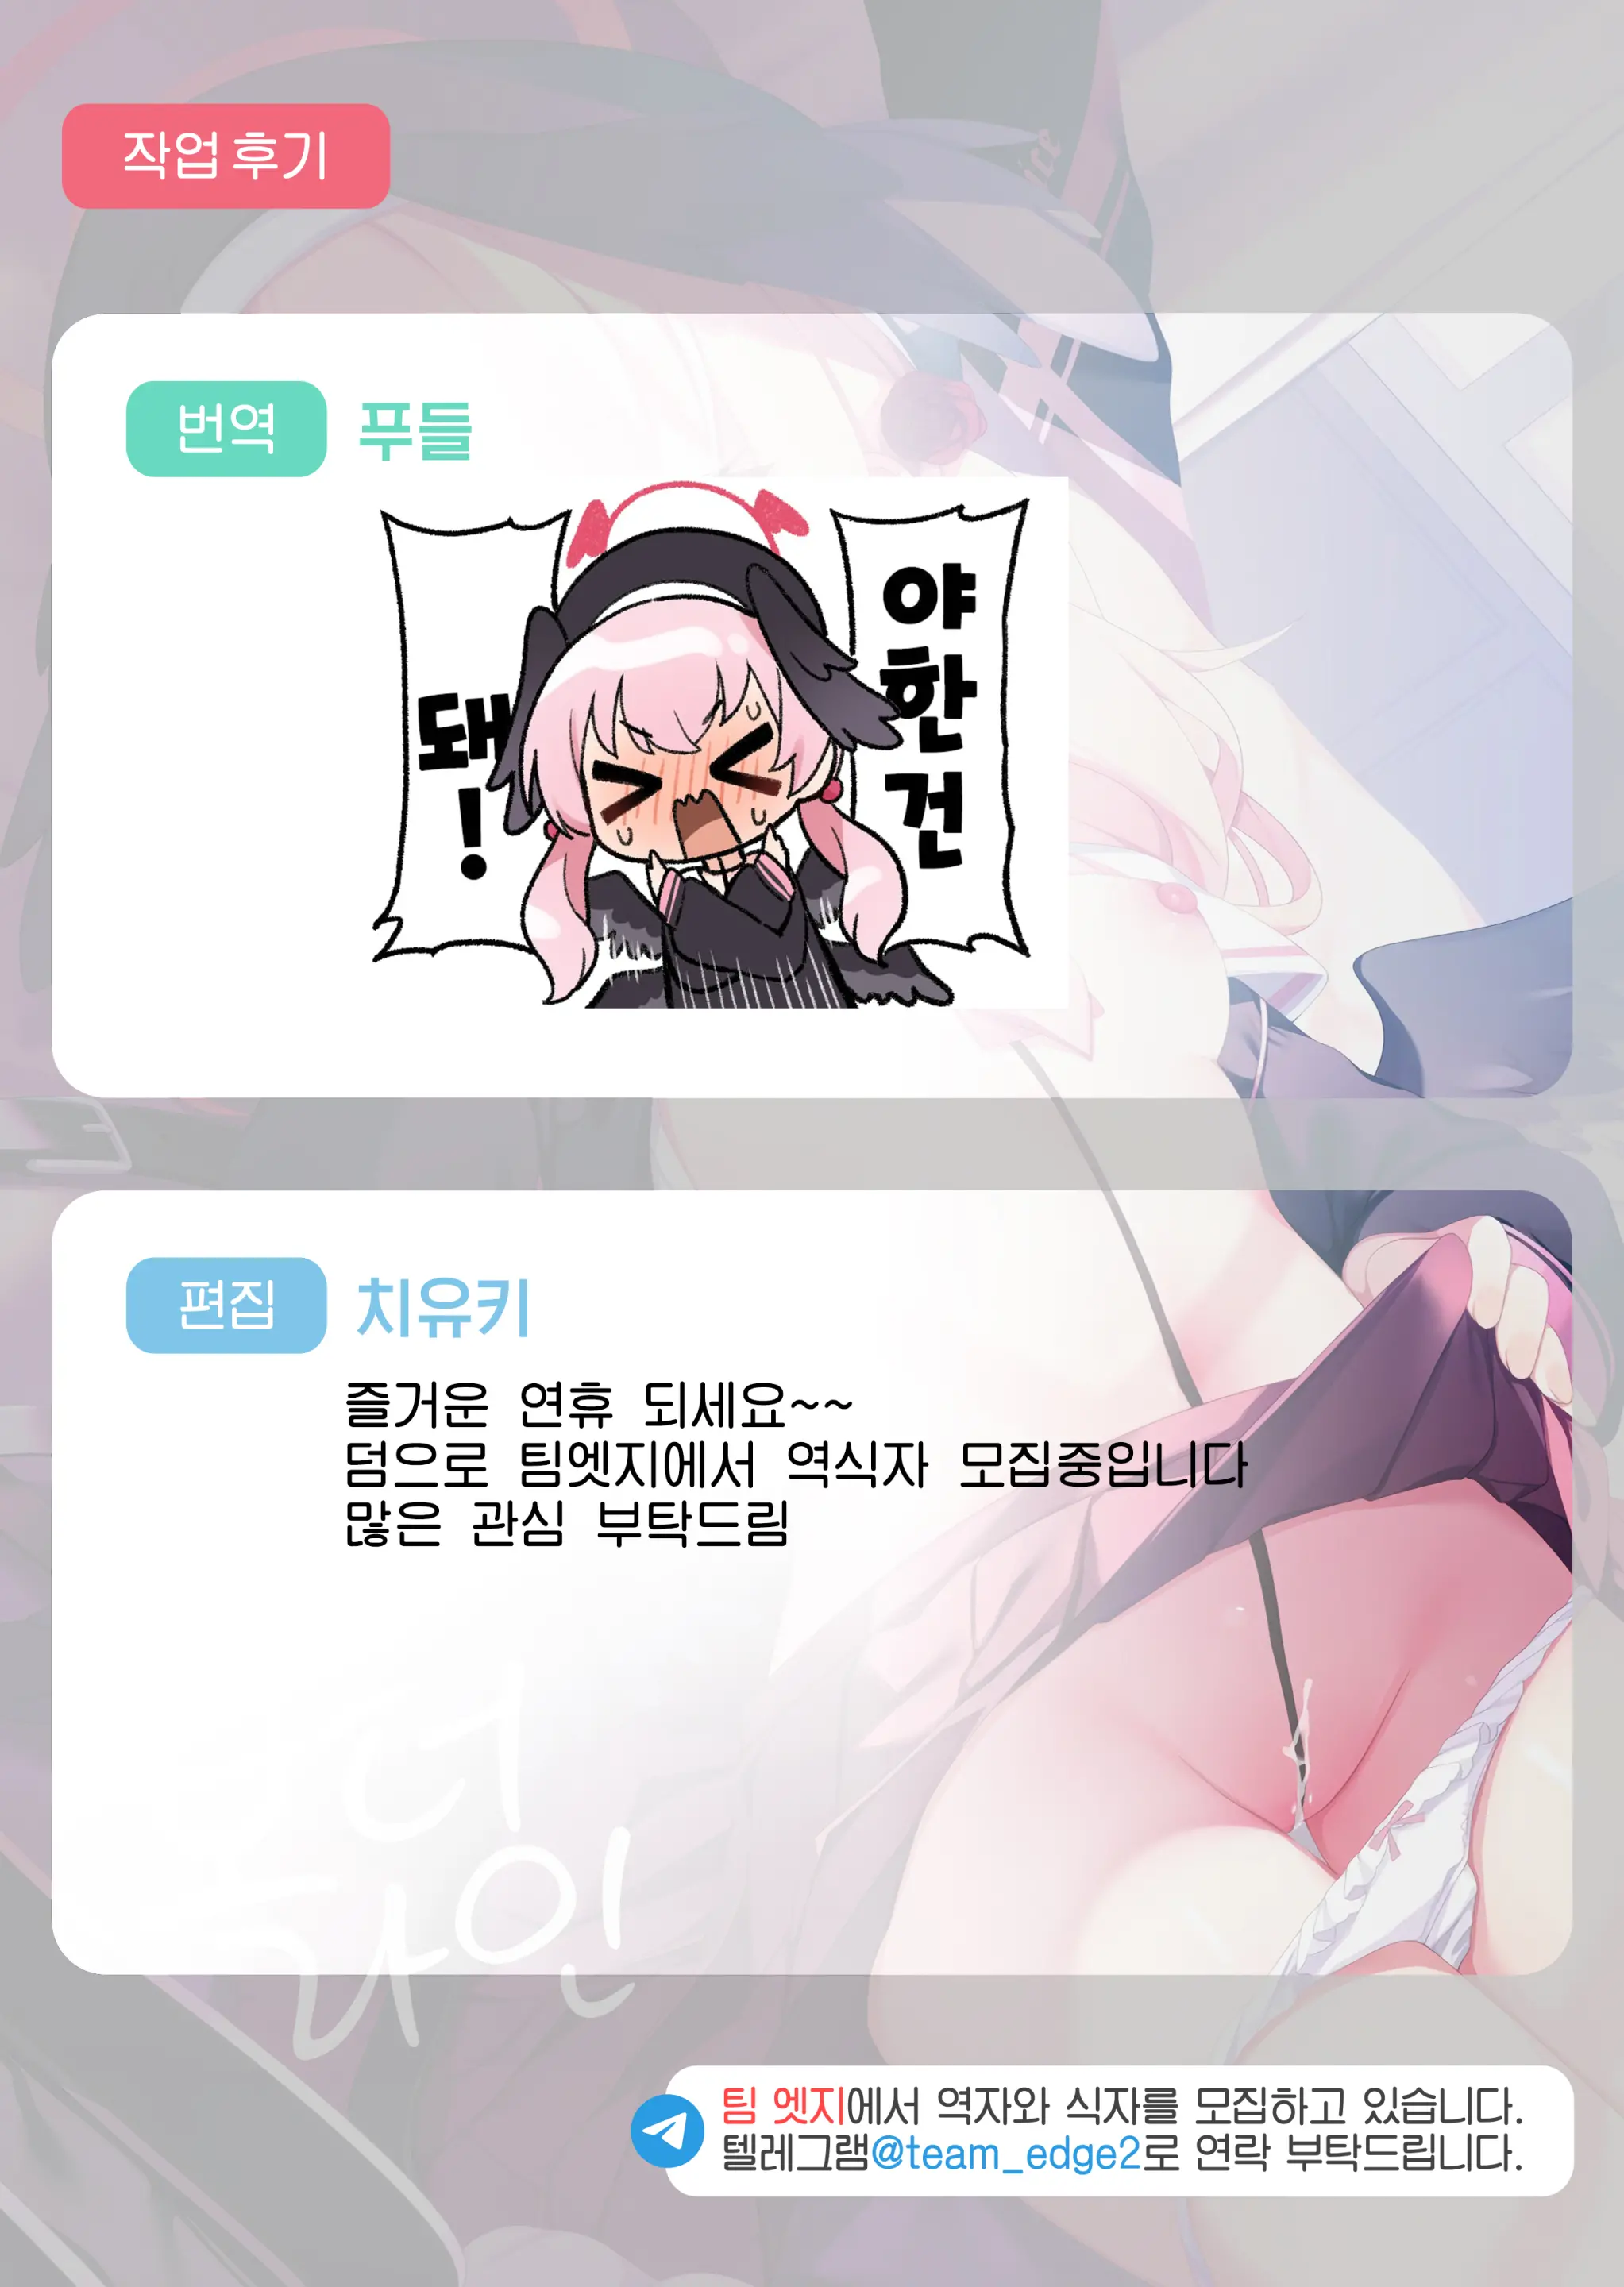 작업 후기
번역 푸들
야한건
돼!
편집 치유키
즐거운 연휴 되세요~~
덤으로 팀엣지에서 역식자 모집중입니다
많은 관심 부탁드림
라인
팀 엣지에서 역자와 식자를 모집하고 있습니다.
텔레그램@team_edge2로 연락 부탁드립니다.